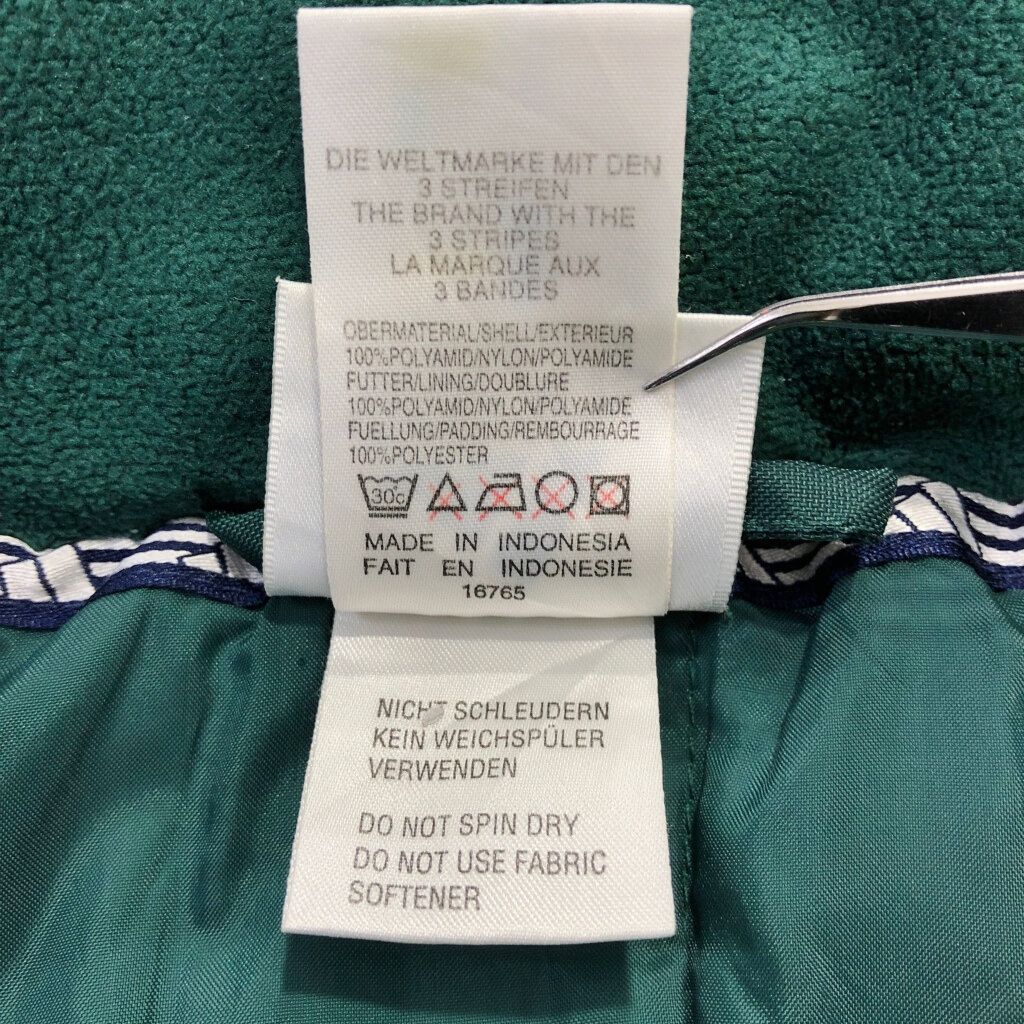 DIE WELTMARKE MIT DEN
3 STREIFEN
THE BRAND WITH THE
3 STRIPES
LA MARQUE AUX
3 BANDES
OBERMATERIAL/SHELL/EXTERIEUR
100%POLYAMID/NYLON/POLYAMIDE
FUTTER/LINING/DOUBLURE
100%POLYAMID/NYLON/POLYAMIDE
FUELLUNG/PADDING/REMBOURRAGE
100%POLYESTER
30c
MADE IN INDONESIA
FAIT EN INDONESIE
16765
NICHT SCHLEUDERN
KEIN WEICHSPÜLER
VERWENDEN
DO NOT SPIN DRY
DO NOT USE FABRIC
SOFTENER